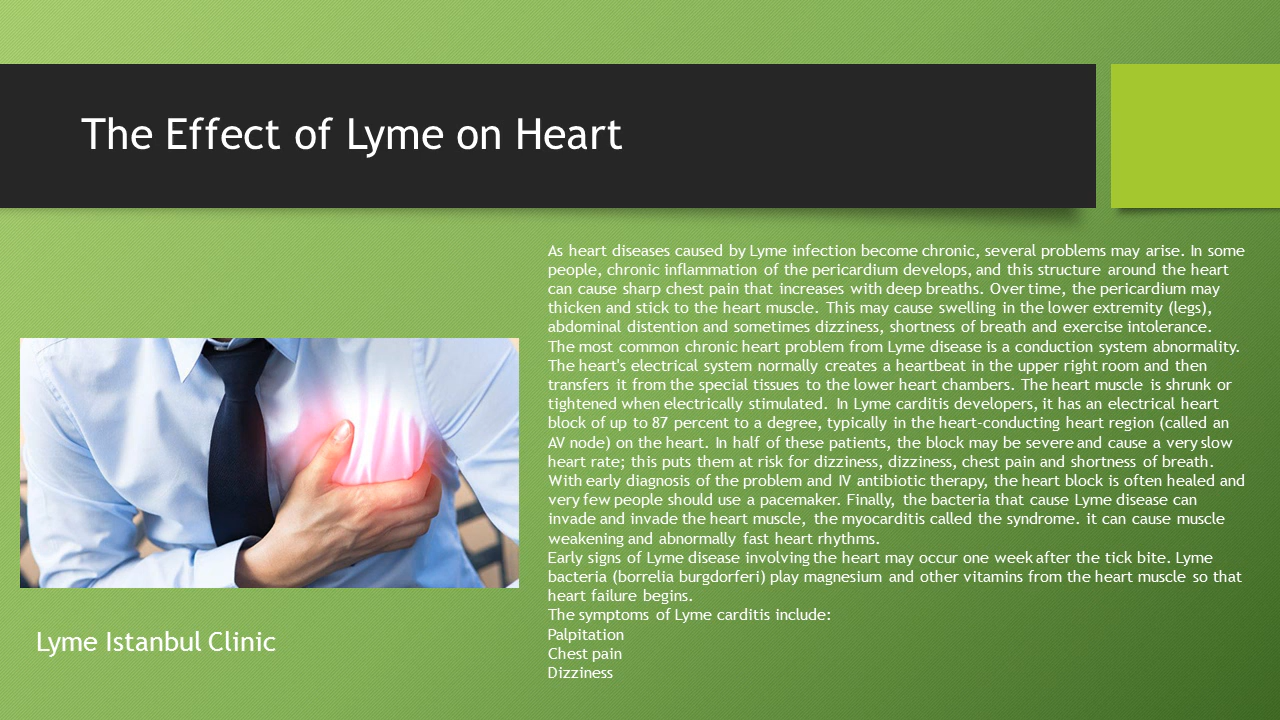 The Effect of Lyme on Heart
As heart diseases caused by Lyme infection become chronic, several problems may arise. In some
people, chronic inflammation of the pericardium develops, and this structure around the heart
can cause sharp chest pain that increases with deep breaths. Over time, the pericardium may
thicken and stick to the heart muscle. This may cause swelling in the lower extremity (legs),
abdominal distention and sometimes dizziness, shortness of breath and exercise intolerance.
The most common chronic heart problem from Lyme disease is a conduction system abnormality.
The heart's electrical system normally creates a heartbeat in the upper right room and then
transfers it from the special tissues to the lower heart chambers. The heart muscle is shrunk or
tightened when electrically stimulated. In Lyme carditis developers, it has an electrical heart
block of up to 87 percent to a degree, typically in the heart-conducting heart region (called an
AV node) on the heart. In half of these patients, the block may be severe and cause a very slow
heart rate; this puts them at risk for dizziness, dizziness, chest pain and shortness of breath.
With early diagnosis of the problem and IV antibiotic therapy, the heart block is often healed and
very few people should use a pacemaker. Finally, the bacteria that cause Lyme disease can
invade and invade the heart muscle, the myocarditis called the syndrome. it can cause muscle
weakening and abnormally fast heart rhythms.
Early signs of Lyme disease involving the heart may occur one week after the tick bite. Lyme
bacteria (borrelia burgdorferi) play magnesium and other vitamins from the heart muscle so that
heart failure begins.
The symptoms of Lyme carditis include:
Palpitation
Chest pain
Dizziness
Lyme Istanbul Clinic